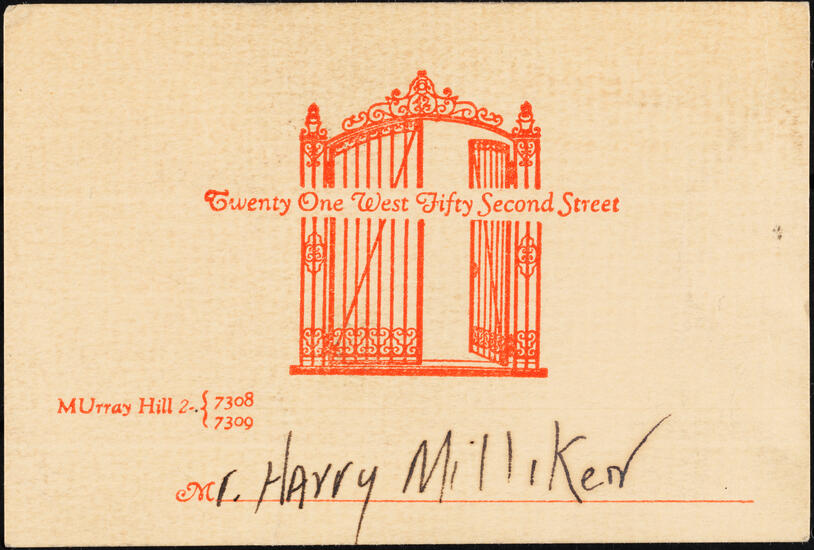 Twenty One West Fifty Second Street
MUrray Hill 2-.{7308
7309
Mr. Harry Milliken